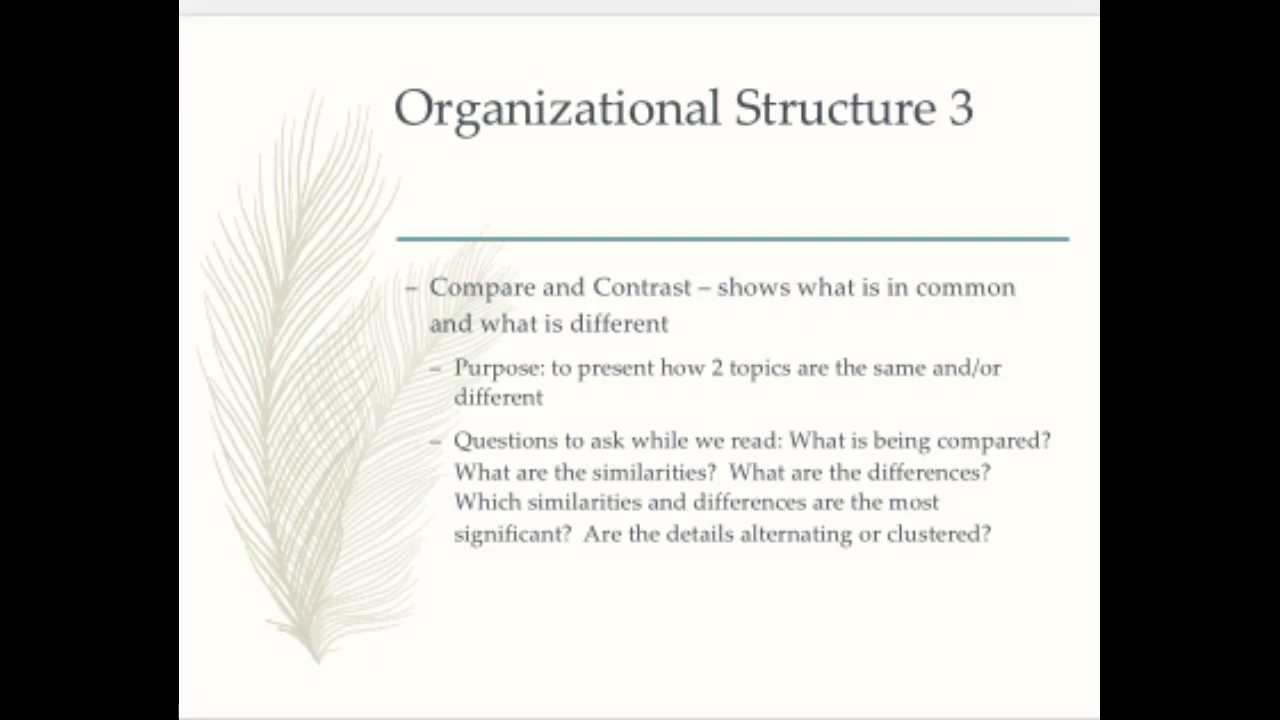 Organizational Structure 3
– Compare and Contrast – shows what is in common
and what is different
– Purpose: to present how 2 topics are the same and/or
different
– Questions to ask while we read: What is being compared?
What are the similarities?  What are the differences?
Which similarities and differences are the most
significant?  Are the details alternating or clustered?